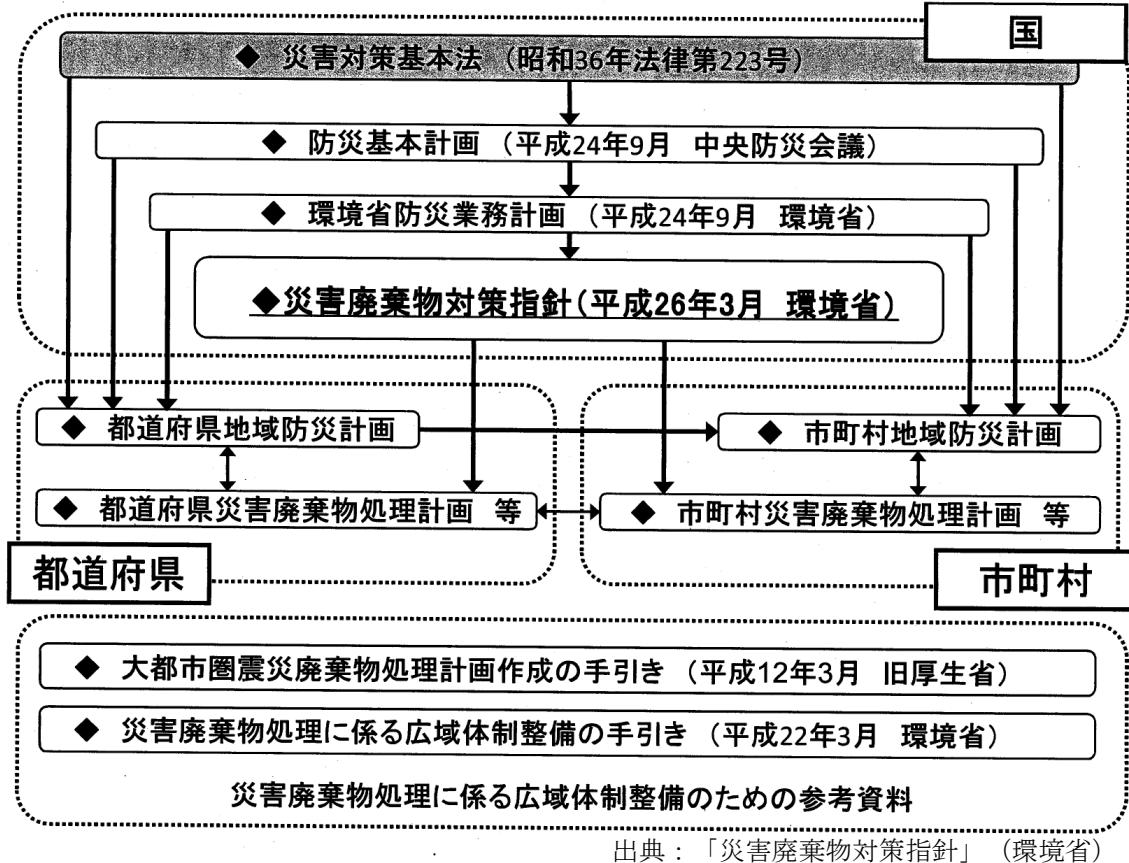 国
◆ 災害対策基本法 (昭和36年法律第223号)
◆ 防災基本計画 (平成24年9月 中央防災会議)
◆ 環境省防災業務計画 (平成24年9月 環境省)
◆災害廃棄物対策指針(平成26年3月 環境省)
◆ 都道府県地域防災計画
◆ 市町村地域防災計画
◆ 都道府県災害廃棄物処理計画 等
◆ 市町村災害廃棄物処理計画 等
都道府県
市町村
◆ 大都市圏震災廃棄物処理計画作成の手引き (平成12年3月 旧厚生省)
◆ 災害廃棄物処理に係る広域体制整備の手引き (平成22年3月 環境省)
災害廃棄物処理に係る広域体制整備のための参考資料
出典:「災害廃棄物対策指針」(環境省)